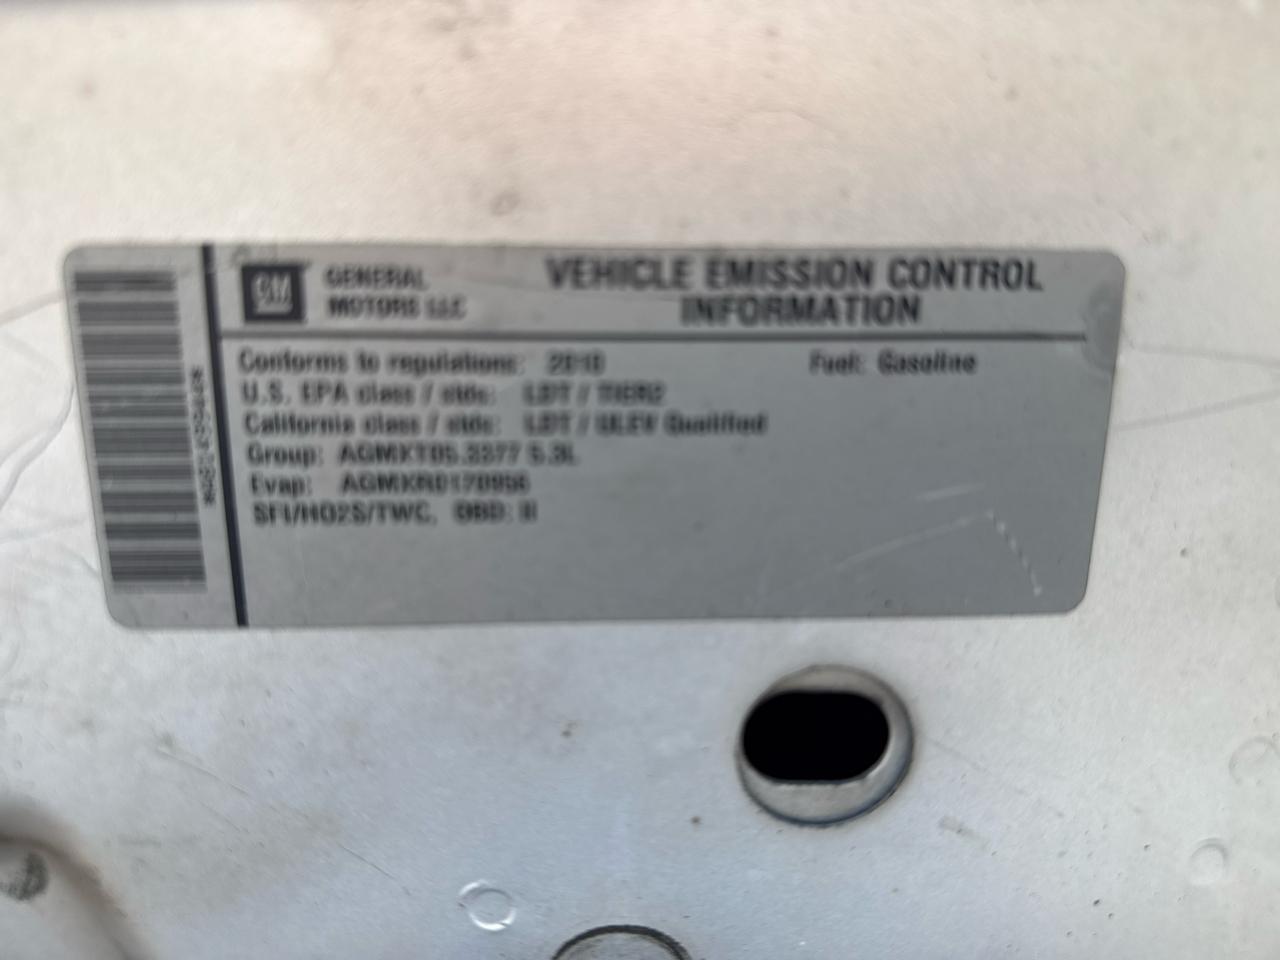 GM GENERAL MOTORS LLC
VEHICLE EMISSION CONTROL
INFORMATION
Conforms to regulations: 2010 Fuel: Gasoline
U.S. EPA class / stds: LDT / TIER2
California class / stds: LDT / ULEV Qualified
Group: AGMXT05.3377 5.3L
Evap: AGMXR0170956
SFI/HO2S/TWC, OBD: II